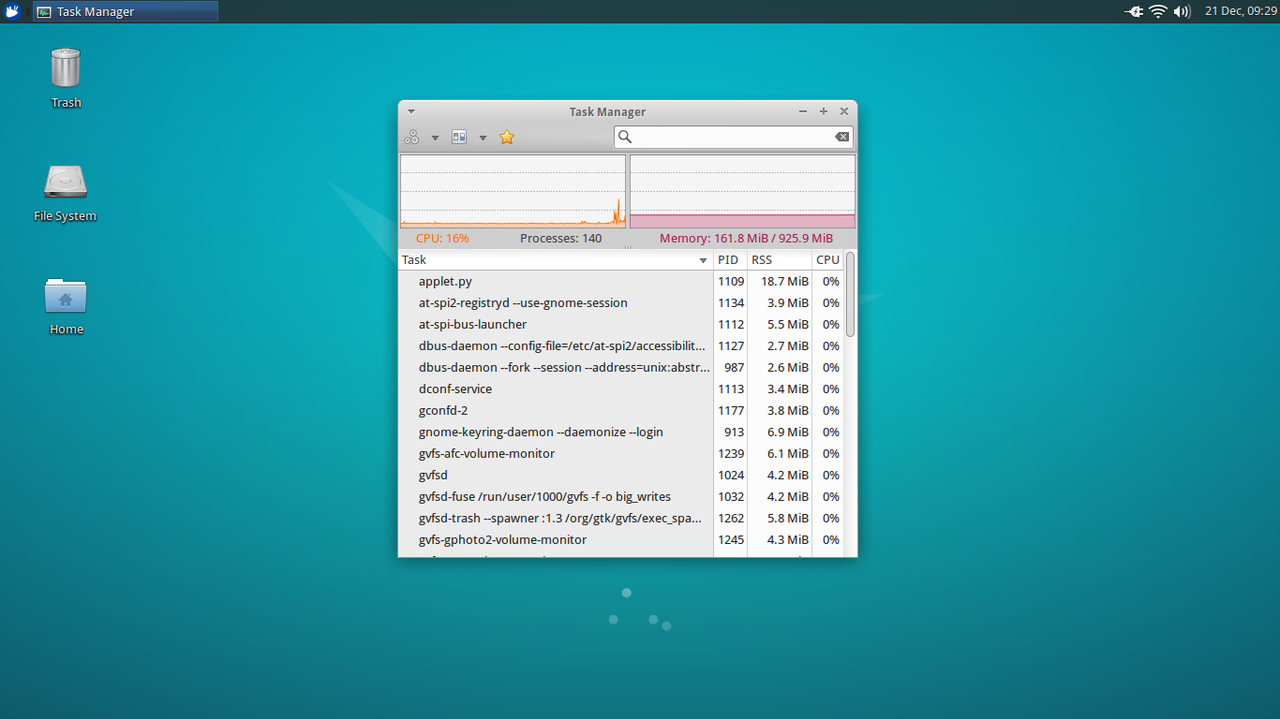 Task Manager
21 Dec, 09:29
Trash
File System
Home
Task Manager
CPU: 16% Processes: 140 Memory: 161.8 MiB / 925.9 MiB
Task PID RSS CPU
applet.py 1109 18.7 MiB 0%
at-spi2-registryd --use-gnome-session 1134 3.9 MiB 0%
at-spi-bus-launcher 1112 5.5 MiB 0%
dbus-daemon --config-file=/etc/at-spi2/accessibilit... 1127 2.7 MiB 0%
dbus-daemon --fork --session --address=unix:abstr... 987 2.6 MiB 0%
dconf-service 1113 3.4 MiB 0%
gconfd-2 1177 3.8 MiB 0%
gnome-keyring-daemon --daemonize --login 913 6.9 MiB 0%
gvfs-afc-volume-monitor 1239 6.1 MiB 0%
gvfsd 1024 4.2 MiB 0%
gvfsd-fuse /run/user/1000/gvfs -f -o big_writes 1032 4.2 MiB 0%
gvfsd-trash --spawner :1.3 /org/gtk/gvfs/exec_spa... 1262 5.8 MiB 0%
gvfs-gphoto2-volume-monitor 1245 4.3 MiB 0%